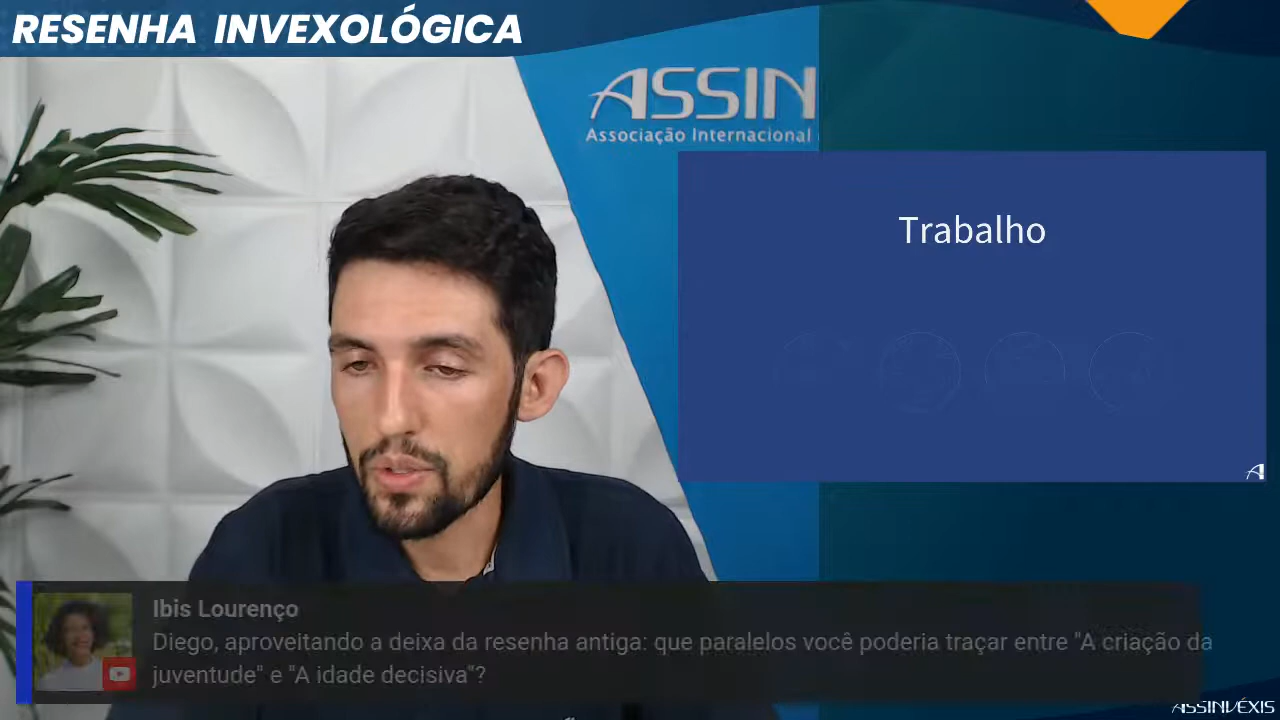 RESENHA INVEXOLÓGICA
ASSIN
Associação Internacional
Trabalho
Ibis Lourenço
Diego, aproveitando a deixa da resenha antiga: que paralelos você poderia traçar entre "A criação da
juventude" e "A idade decisiva"?
ASSINVÉXIS